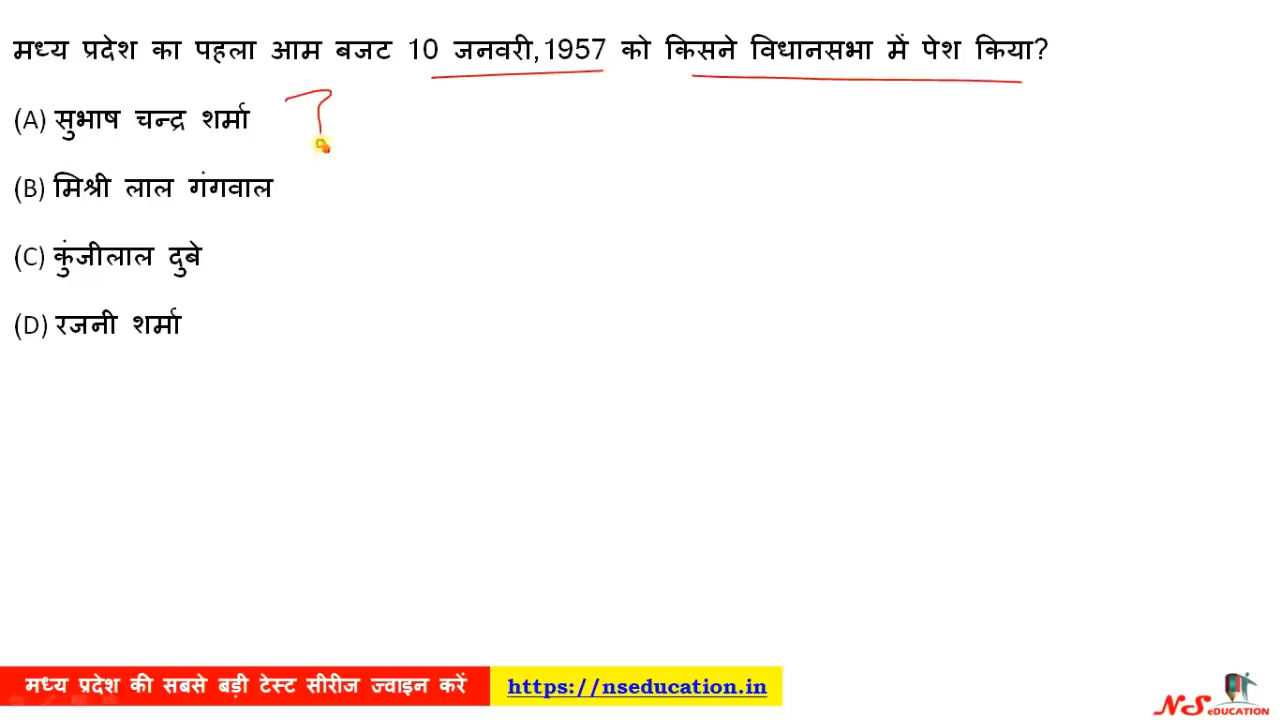 मध्य प्रदेश का पहला आम बजट 10 जनवरी,1957 को किसने विधानसभा में पेश किया?
(A) सुभाष चन्द्र शर्मा
(B) मिश्री लाल गंगवाल
(C) कुंजीलाल दुबे
(D) रजनी शर्मा
मध्य प्रदेश की सबसे बड़ी टेस्ट सीरीज ज्वाइन करें https://nseducation.in
NS eDUCATION